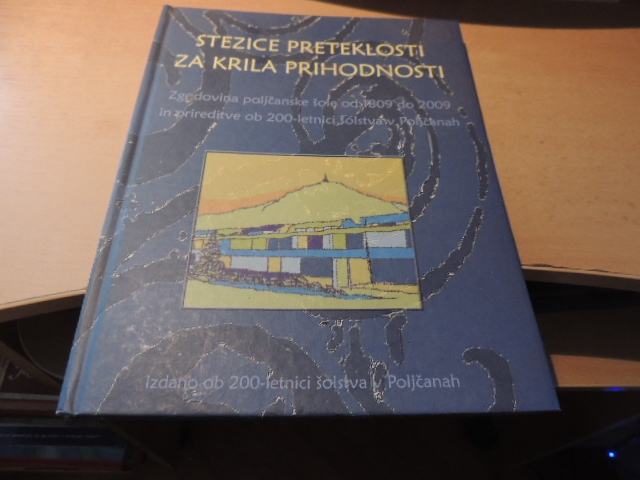 STEZICE PRETEKLOSTI
ZA KRILA PRIHODNOSTI
Zgodovina poljčanske šole od 1809 do 2009
in prireditve ob 200-letnici šolstva v Poljčanah
Izdano ob 200-letnici šolstva v Poljčanah